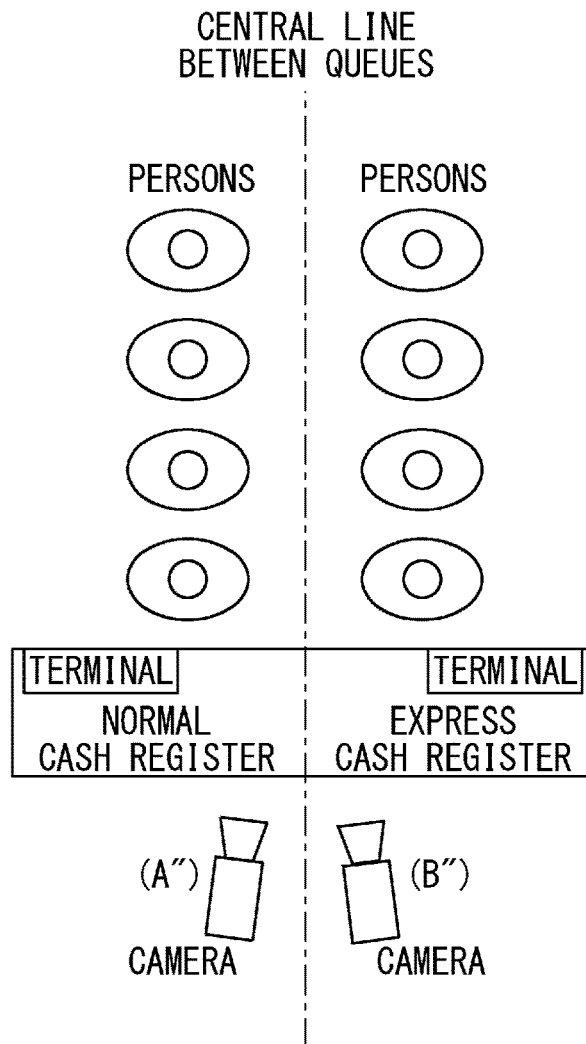 CENTRAL LINE
BETWEEN QUEUES
PERSONS PERSONS
TERMINAL TERMINAL
NORMAL
CASH REGISTER
EXPRESS
CASH REGISTER
(A″) (B″)
CAMERA CAMERA